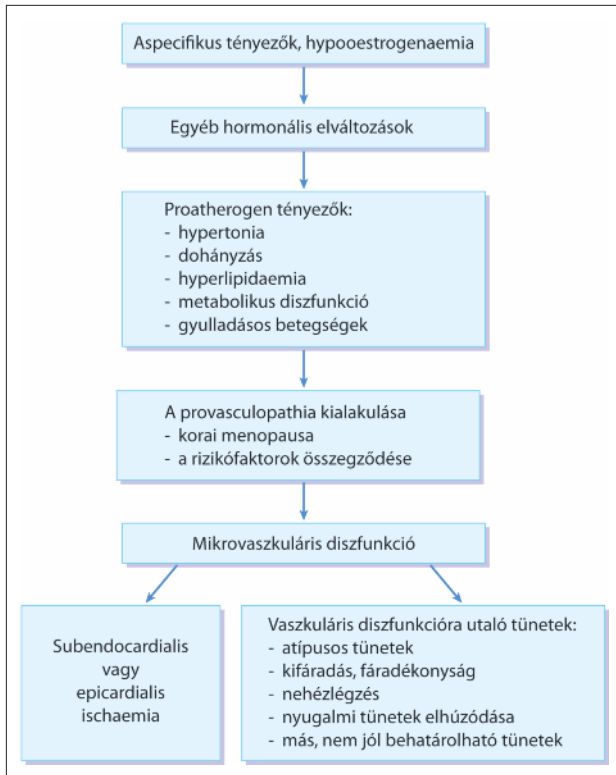 Aspecifikus tényezők, hypooestrogenaemia
Egyéb hormonális elváltozások
Proatherogen tényezők:
- hypertonia
- dohányzás
- hyperlipidaemia
- metabolikus diszfunkció
- gyulladásos betegségek
A provasculopathia kialakulása
- korai menopausa
- a rizikófaktorok összegződése
Mikrovaszkuláris diszfunkció
Subendocardialis
vagy
epicardialis
ischaemia
Vaszkuláris diszfunkcióra utaló tünetek:
- atípusos tünetek
- kifáradás, fáradékonyság
- nehézlégzés
- nyugalmi tünetek elhúzódása
- más, nem jól behatárolható tünetek